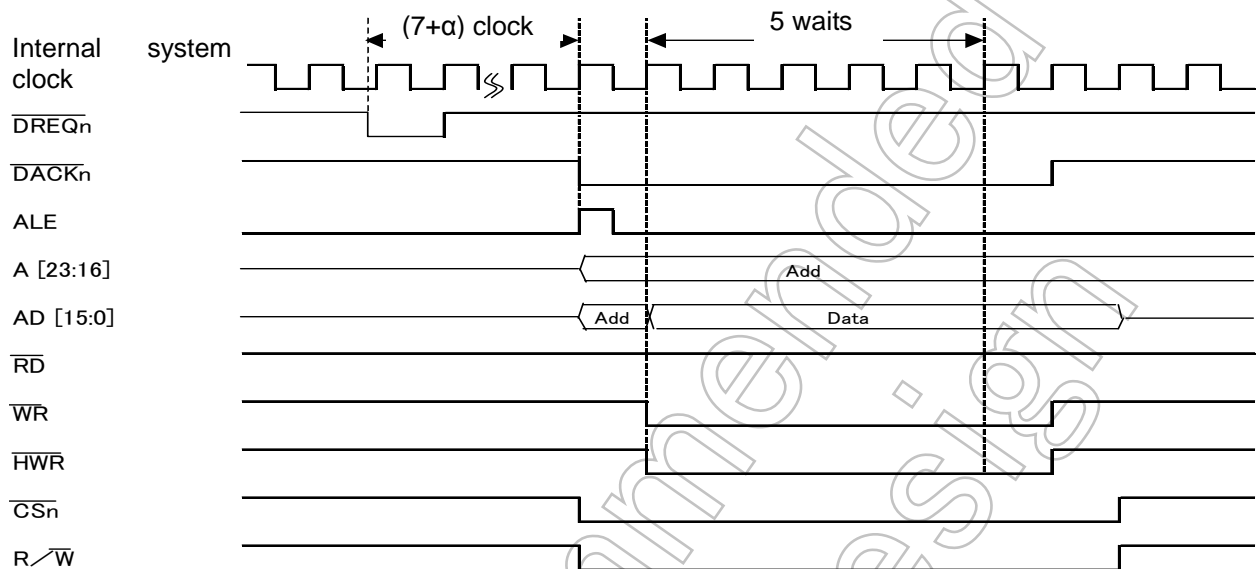 (7+α) clock
5 waits
Internal system
clock
DREQn
DACKn
ALE
A [23:16]
Add
AD [15:0]
Add
Data
RD
WR
HWR
CSn
R/W